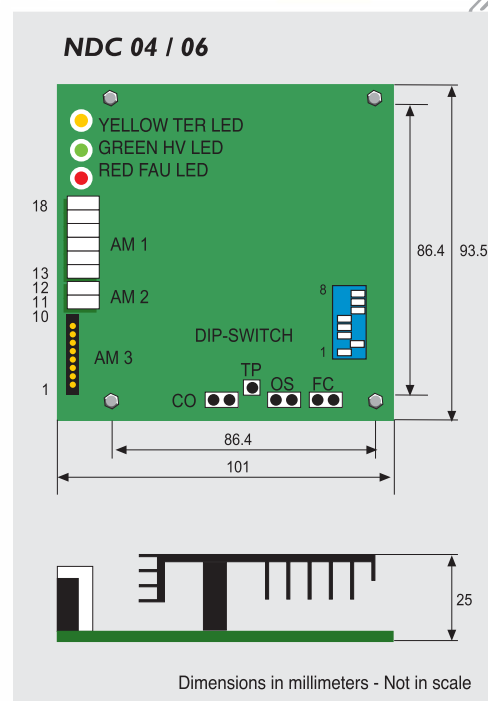 NDC 04 / 06
YELLOW TER LED
GREEN HV LED
RED FAU LED
18
AM 1
13
12
11
AM 2
10
AM 3
1
8
1
DIP-SWITCH
TP
CO
OS
FC
86.4
93.5
86.4
101
25
Dimensions in millimeters - Not in scale